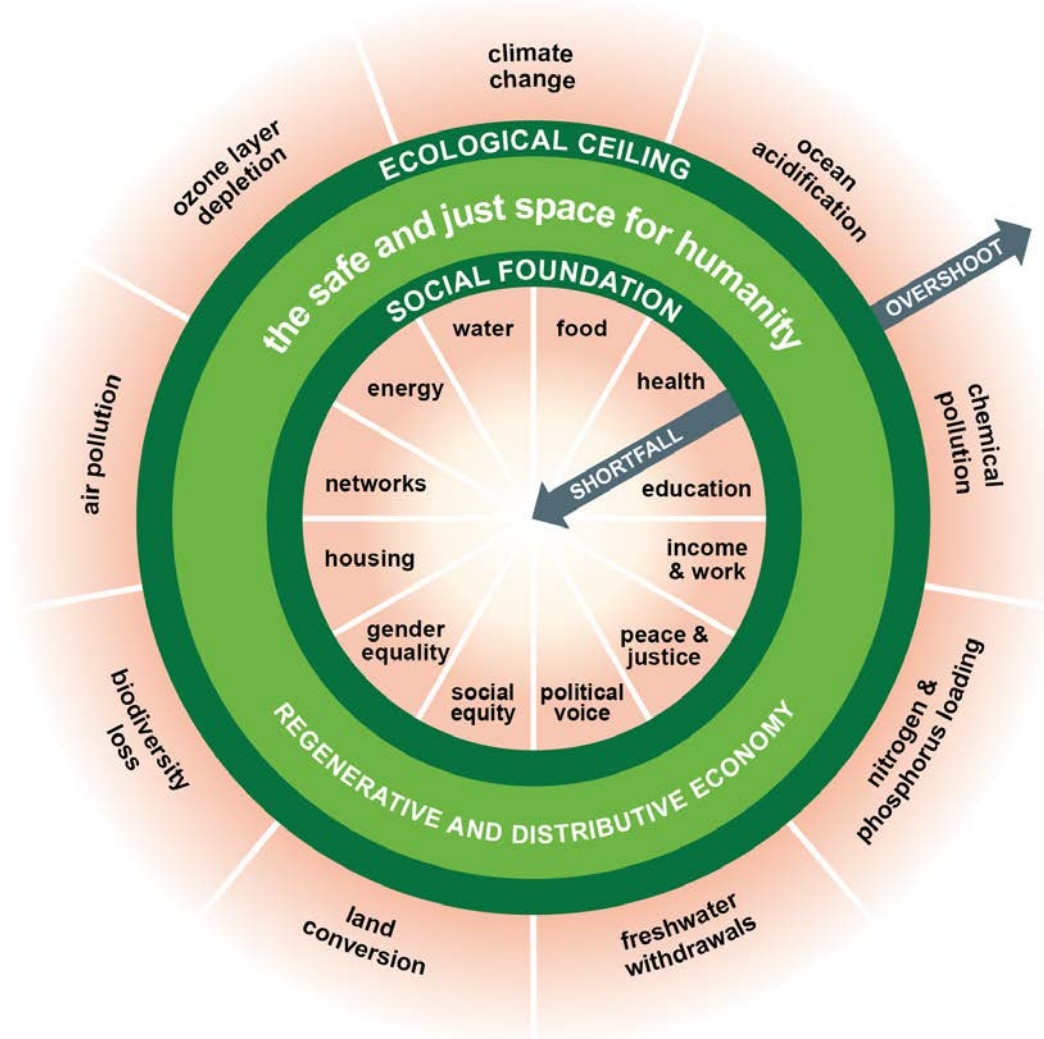 climate
change
ocean
acidification
chemical
pollution
nitrogen &
phosphorus loading
freshwater
withdrawals
land
conversion
biodiversity
loss
air pollution
ozone layer
depletion
OVERSHOOT
ECOLOGICAL CEILING
the safe and just space for humanity
SOCIAL FOUNDATION
water
food
health
SHORTFALL
education
income
& work
peace &
justice
political
voice
social
equity
gender
equality
housing
networks
energy
REGENERATIVE AND DISTRIBUTIVE ECONOMY